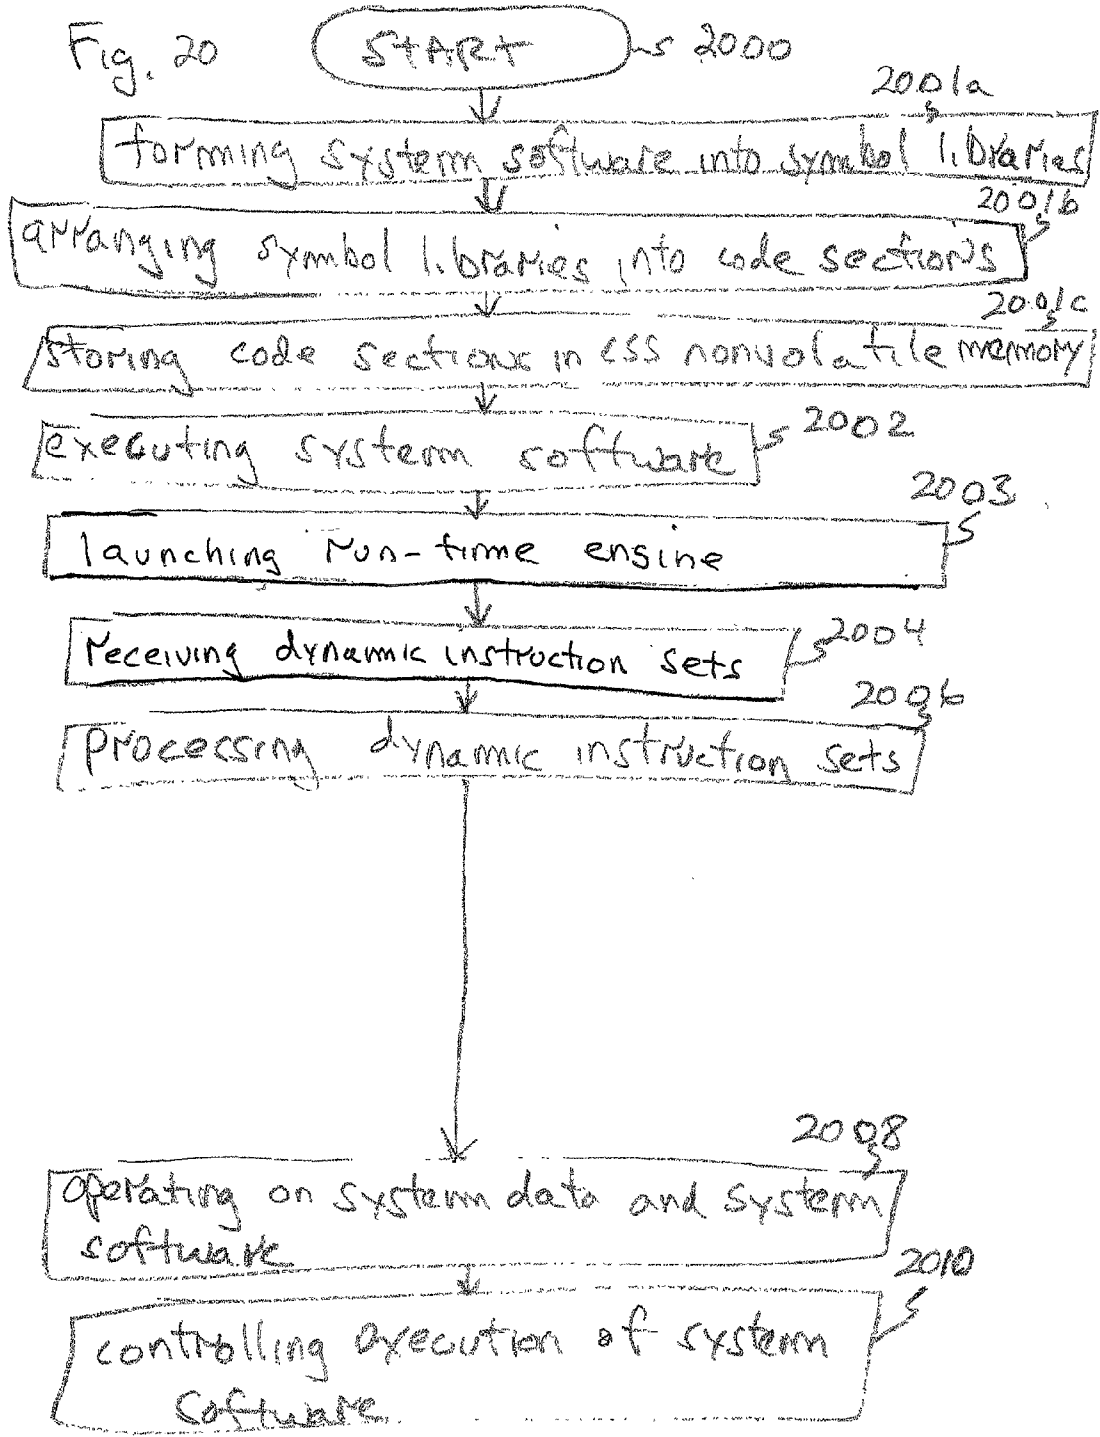 Fig. 20
START 2000
2001a
forming system software into symbol libraries
2001b
arranging symbol libraries into code sections
2001c
storing code sections in CSS nonvolatile memory
2002
executing system software
2003
launching run-time engine
2004
receiving dynamic instruction sets
2006
processing dynamic instruction sets
2008
operating on system data and system
software
2010
controlling execution of system
software